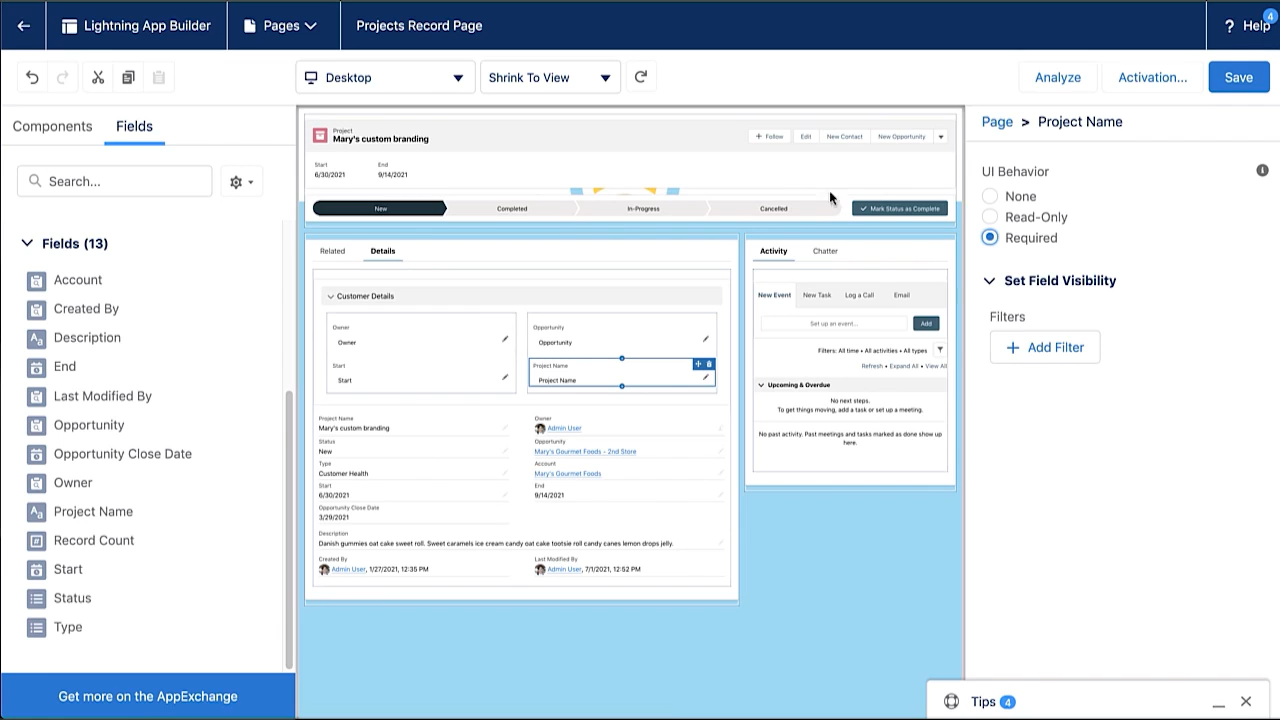 Lightning App Builder
Pages
Projects Record Page
? Help
4
Desktop
Shrink To View
Analyze
Activation...
Save
Components
Fields
Search...
Fields (13)
Account
Created By
Description
End
Last Modified By
Opportunity
Opportunity Close Date
Owner
Project Name
Record Count
Start
Status
Type
Get more on the AppExchange
Project
Mary's custom branding
+ Follow
Edit
New Contact
New Opportunity
Start
End
6/30/2021
9/14/2021
New
Completed
In-Progress
Cancelled
Mark Status as Complete
Related
Details
Customer Details
Owner
Owner
Opportunity
Opportunity
Start
Start
Project Name
Project Name
Project Name
Mary's custom branding
Owner
Admin User
Status
New
Opportunity
Mary's Gourmet Foods - 2nd Store
Type
Customer Health
Account
Mary's Gourmet Foods
Start
6/30/2021
End
9/14/2021
Opportunity Close Date
3/29/2021
Description
Danish gummies oat cake sweet roll. Sweet caramels ice cream candy oat cake tootsie roll candy canes lemon drops jelly.
Created By
Admin User, 1/27/2021, 12:35 PM
Last Modified By
Admin User, 7/1/2021, 12:52 PM
Activity
Chatter
New Event
New Task
Log a Call
Email
Set up an event...
Add
Filters: All time • All activities • All types
Refresh • Expand All • View All
Upcoming & Overdue
No next steps.
To get things moving, add a task or set up a meeting.
No past activity. Past meetings and tasks marked as done show up
here.
Page > Project Name
UI Behavior
None
Read-Only
Required
Set Field Visibility
Filters
+ Add Filter
Tips 4